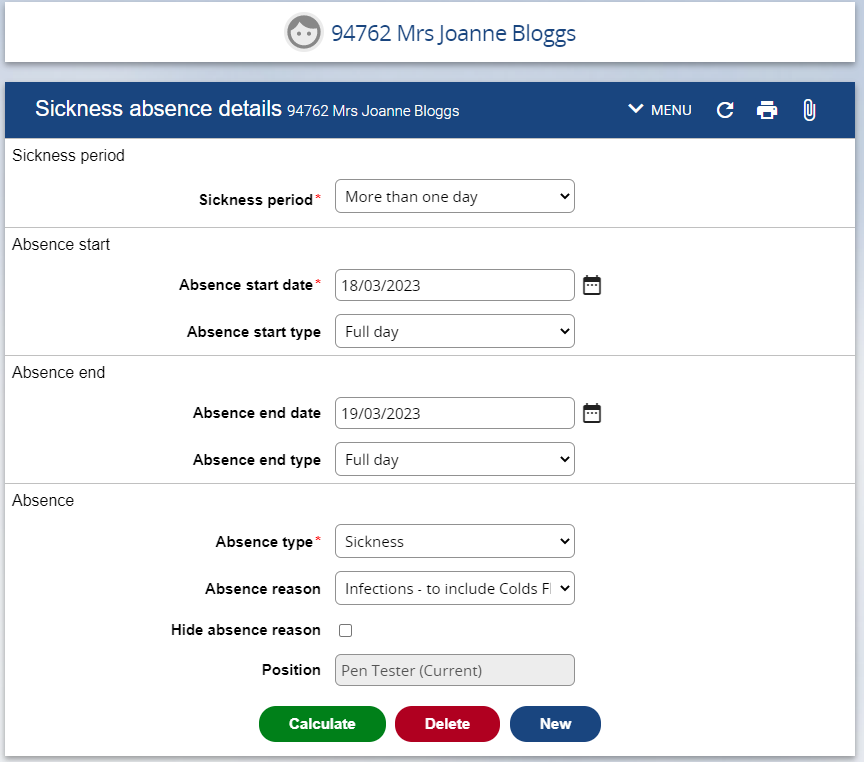 94762 Mrs Joanne Bloggs
Sickness absence details 94762 Mrs Joanne Bloggs MENU
Sickness period
Sickness period* More than one day
Absence start
Absence start date* 18/03/2023
Absence start type Full day
Absence end
Absence end date 19/03/2023
Absence end type Full day
Absence
Absence type* Sickness
Absence reason Infections - to include Colds Fl
Hide absence reason
Position Pen Tester (Current)
Calculate Delete New